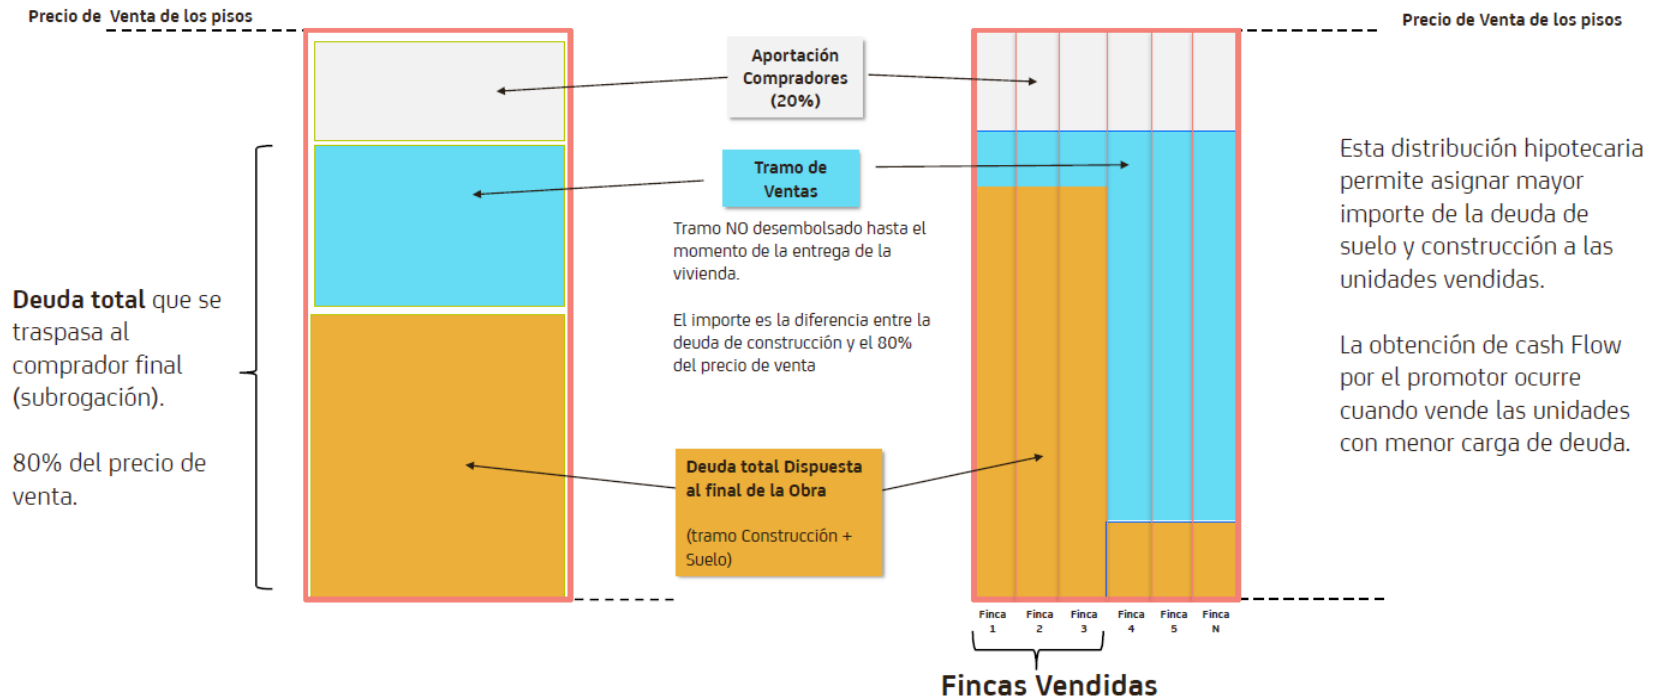 Precio de Venta de los pisos
Precio de Venta de los pisos
Aportación
Compradores
(20%)
Tramo de
Ventas
Tramo NO desembolsado hasta el
momento de la entrega de la
vivienda.
El importe es la diferencia entre la
deuda de construcción y el 80%
del precio de venta
Deuda total que se
traspasa al
comprador final
(subrogación).
80% del precio de
venta.
Deuda total Dispuesta
al final de la Obra
(tramo Construcción +
Suelo)
Esta distribución hipotecaria
permite asignar mayor
importe de la deuda de
suelo y construcción a las
unidades vendidas.
La obtención de cash Flow
por el promotor ocurre
cuando vende las unidades
con menor carga de deuda.
Finca
1
Finca
2
Finca
3
Finca
4
Finca
5
Finca
N
Fincas Vendidas